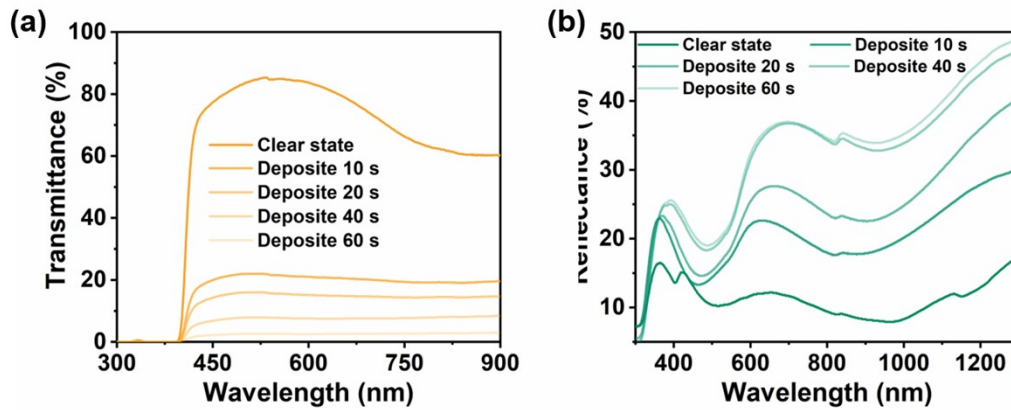 (a)
100
80
60
40
20
0
Transmittance (%)
Clear state
Deposite 10 s
Deposite 20 s
Deposite 40 s
Deposite 60 s
300 450 600 750 900
Wavelength (nm)
(b)
50
40
30
20
10
Reflectance (%)
Clear state Deposite 10 s
Deposite 20 s Deposite 40 s
Deposite 60 s
400 600 800 1000 1200
Wavelength (nm)